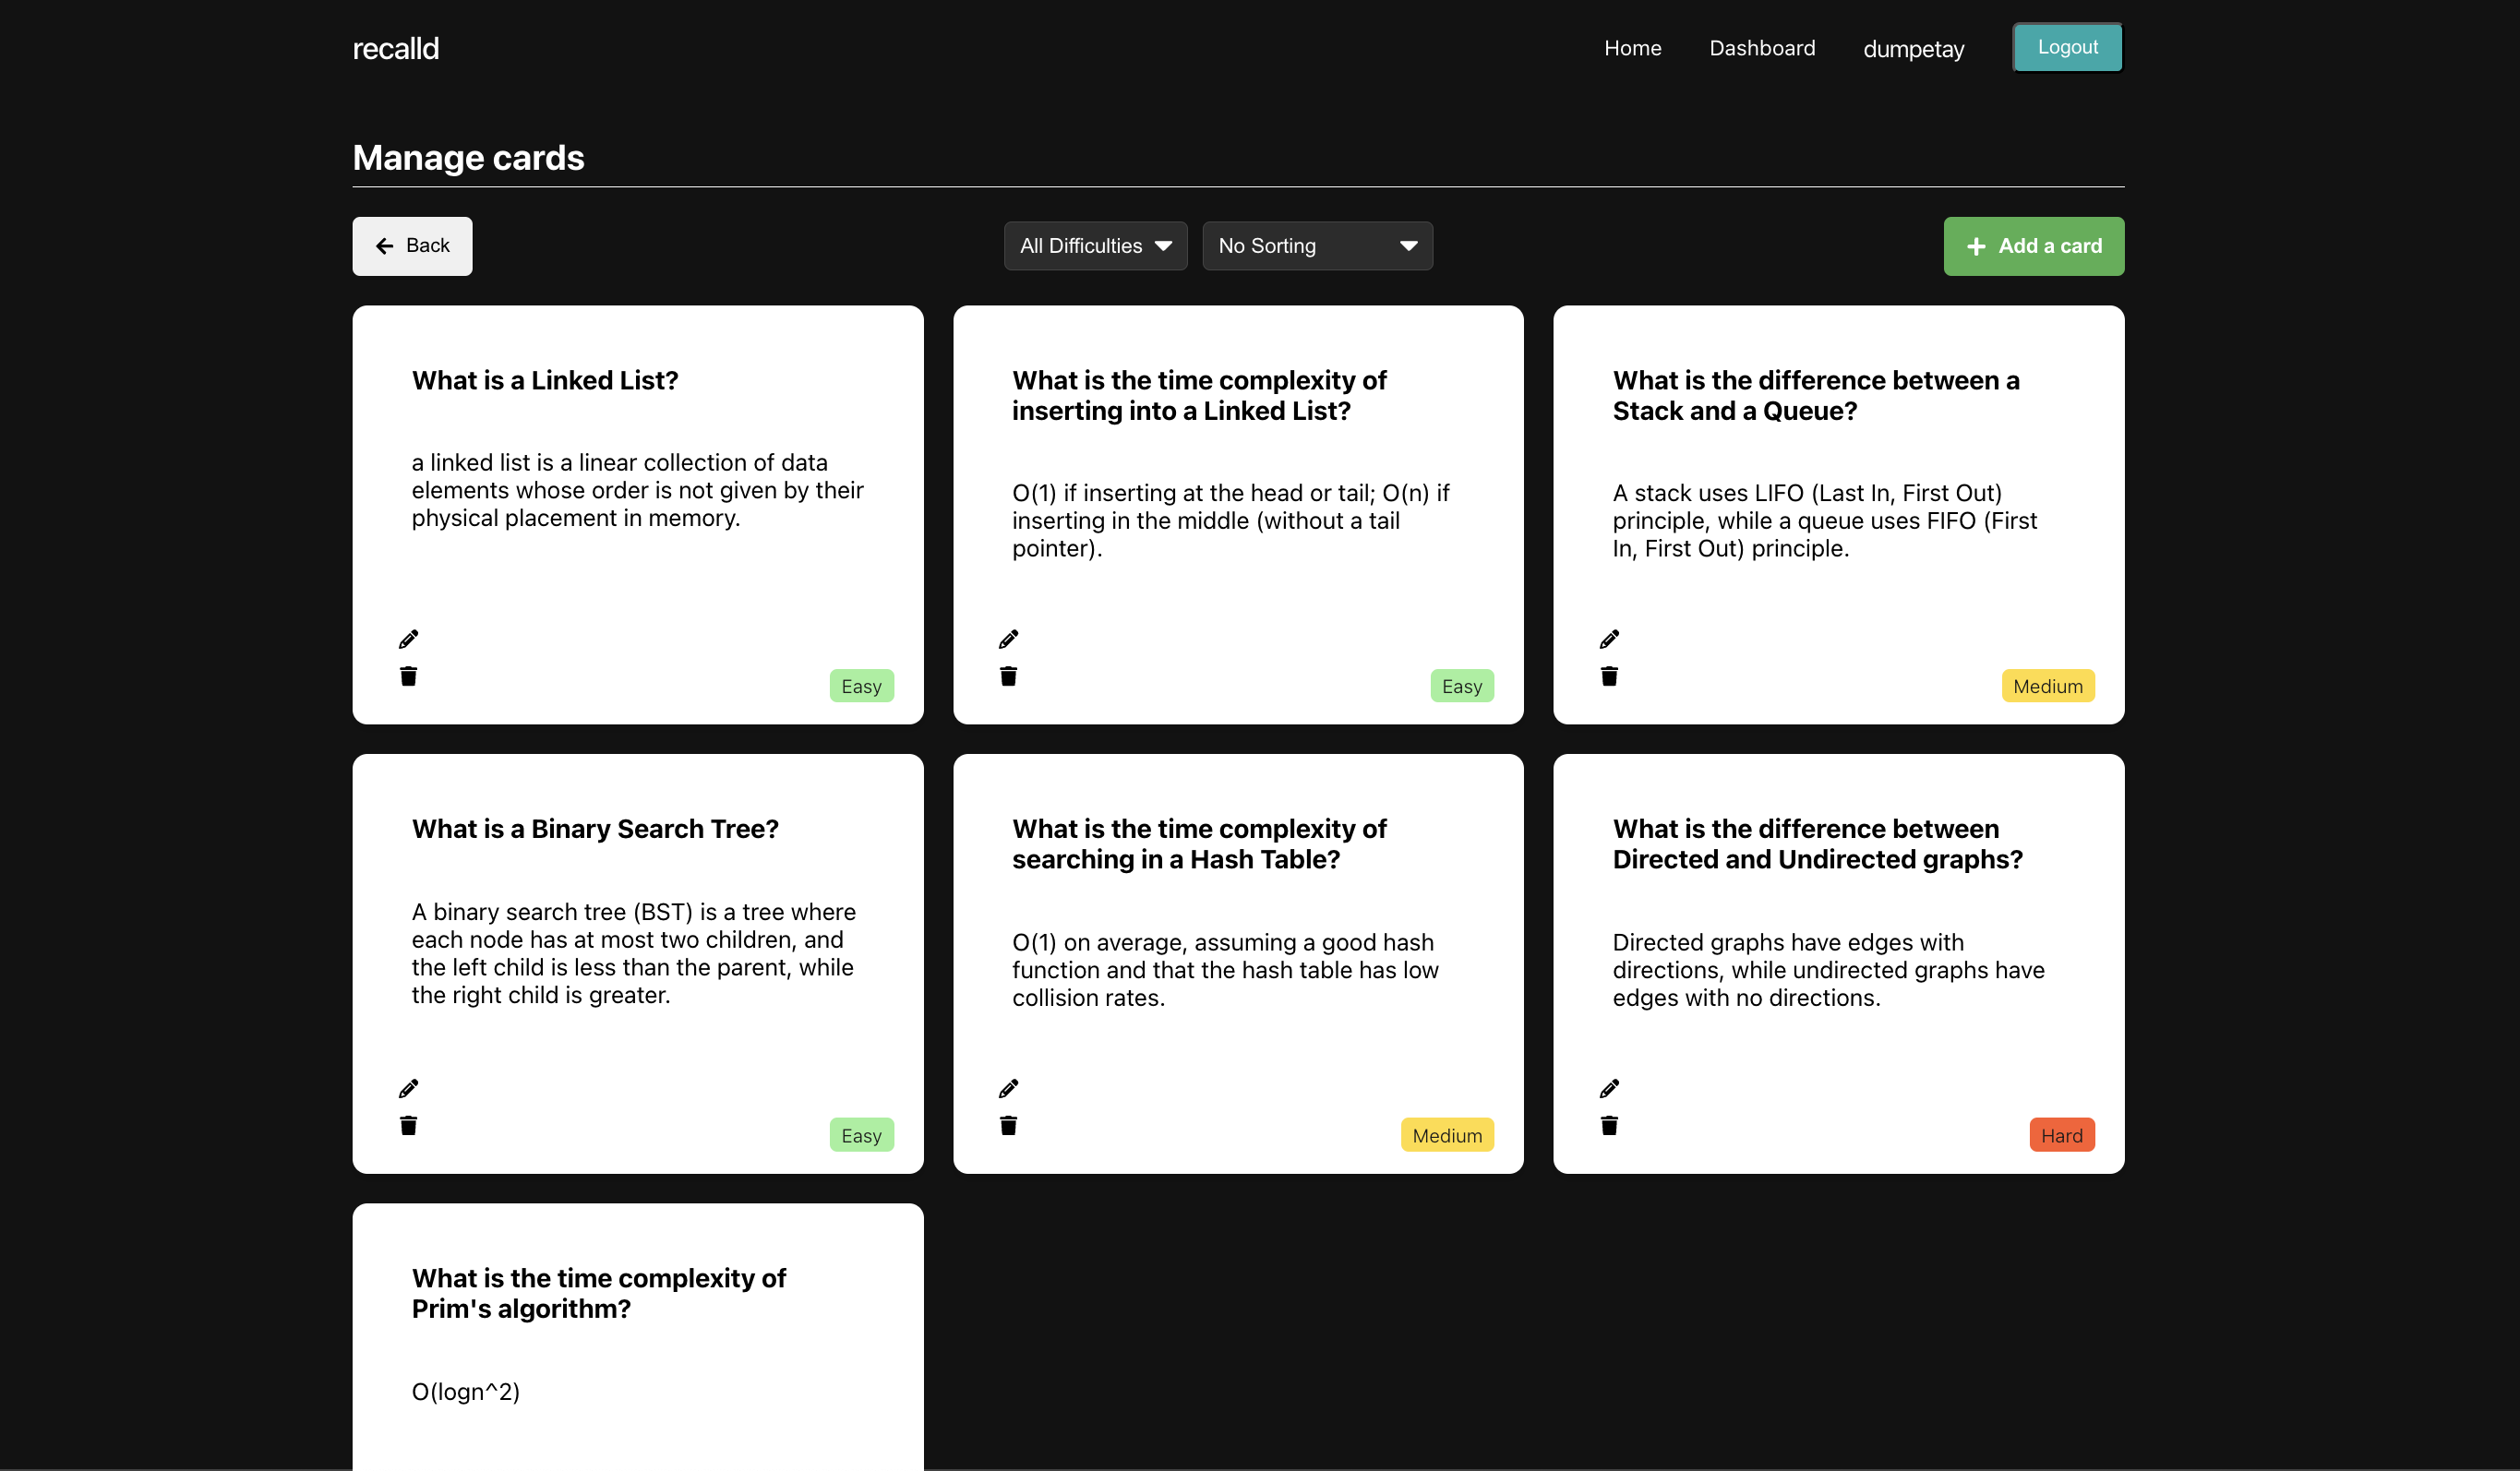 recalld
Home Dashboard dumpetay Logout
Manage cards
Back All Difficulties No Sorting Add a card
What is a Linked List?
a linked list is a linear collection of data
elements whose order is not given by their
physical placement in memory.
Easy
What is the time complexity of
inserting into a Linked List?
O(1) if inserting at the head or tail; O(n) if
inserting in the middle (without a tail
pointer).
Easy
What is the difference between a
Stack and a Queue?
A stack uses LIFO (Last In, First Out)
principle, while a queue uses FIFO (First
In, First Out) principle.
Medium
What is a Binary Search Tree?
A binary search tree (BST) is a tree where
each node has at most two children, and
the left child is less than the parent, while
the right child is greater.
Easy
What is the time complexity of
searching in a Hash Table?
O(1) on average, assuming a good hash
function and that the hash table has low
collision rates.
Medium
What is the difference between
Directed and Undirected graphs?
Directed graphs have edges with
directions, while undirected graphs have
edges with no directions.
Hard
What is the time complexity of
Prim's algorithm?
O(logn^2)